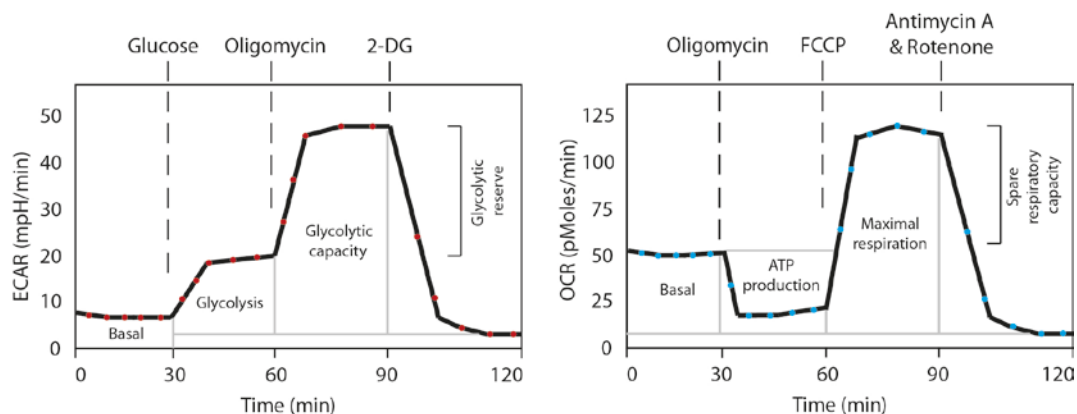 Glucose Oligomycin 2-DG
ECAR (mpH/min)
50
40
30
20
10
0
Basal
Glycolysis
Glycolytic
capacity
Glycolytic
reserve
0 30 60 90 120
Time (min)
Oligomycin FCCP Antimycin A
& Rotenone
OCR (pMoles/min)
125
100
75
50
25
0
Basal
ATP
production
Maximal
respiration
Spare
respiratory
capacity
0 30 60 90 120
Time (min)